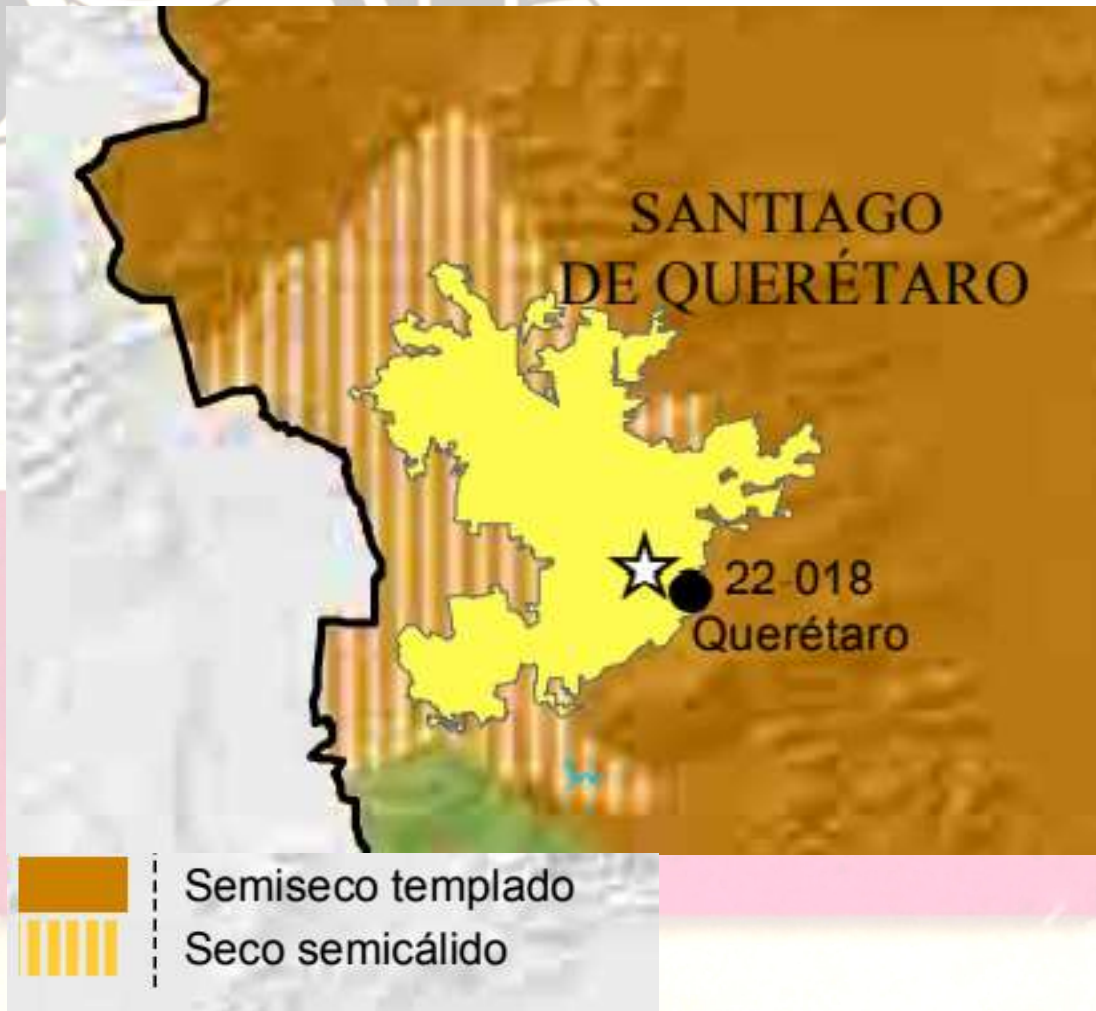 SANTIAGO
DE QUERÉTARO
22-018
Querétaro
Semiseco templado
Seco semicálido